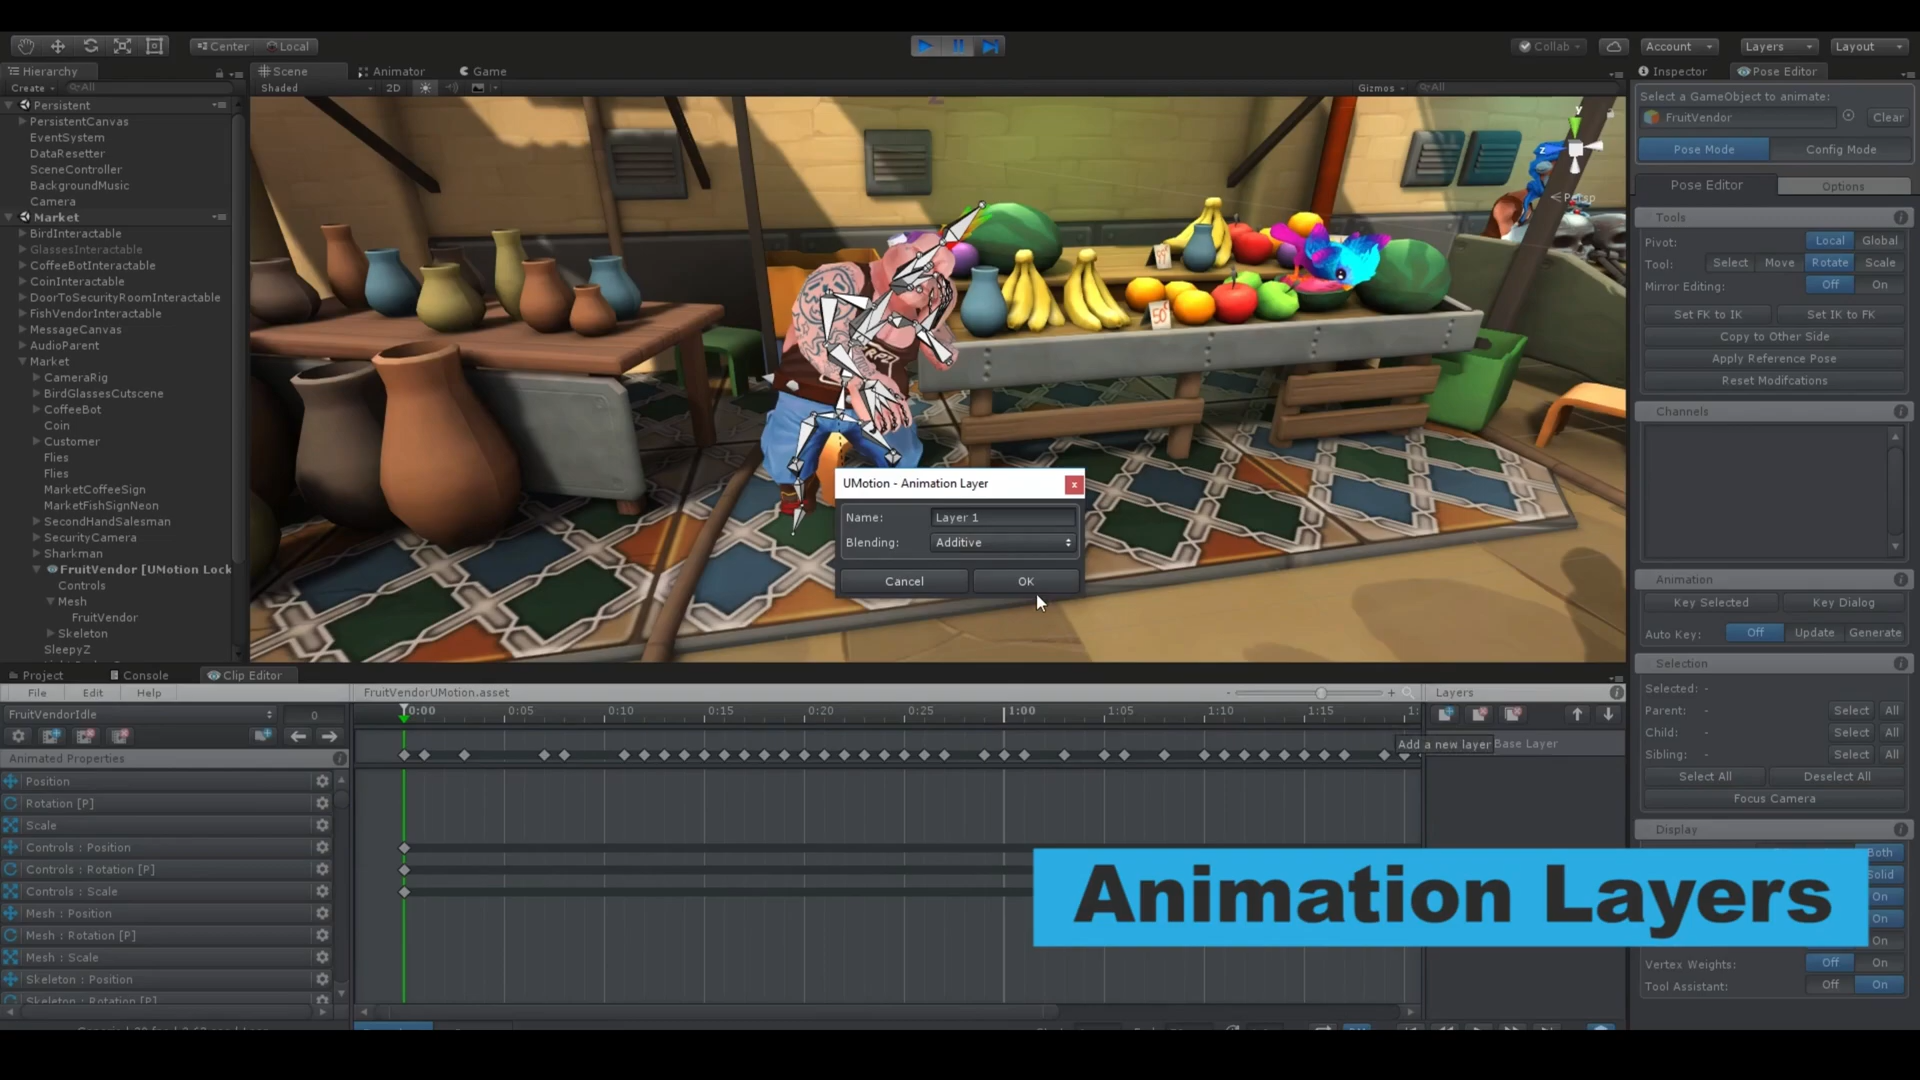 Center Local
Collab
Account
Layers
Layout
Hierarchy
Scene
Animator
Game
Inspector
Pose Editor
Create
All
Shaded
2D
Gizmos
All
Persistent
PersistentCanvas
EventSystem
DataResetter
SceneController
BackgroundMusic
Camera
Market
BirdInteractable
GlassesInteractable
CoffeeBotInteractable
CoinInteractable
DoorToSecurityRoomInteractable
FishVendorInteractable
MessageCanvas
AudioParent
Market
CameraRig
BirdGlassesCutscene
CoffeeBot
Coin
Customer
Flies
Flies
MarketCoffeeSign
MarketFishSignNeon
SecondHandSalesman
SecurityCamera
Sharkman
FruitVendor [UMotion Lock
Controls
Mesh
FruitVendor
Skeleton
SleepyZ
y
z
Persp
50¢
UMotion - Animation Layer
x
Name: Layer 1
Blending: Additive
Cancel OK
Select a GameObject to animate:
FruitVendor Clear
Pose Mode Config Mode
Pose Editor Options
Tools
Pivot: Local Global
Tool: Select Move Rotate Scale
Mirror Editing: Off On
Set FK to IK Set IK to FK
Copy to Other Side
Apply Reference Pose
Reset Modifcations
Channels
Animation
Key Selected Key Dialog
Auto Key: Off Update Generate
Selection
Selected: -
Parent: - Select All
Child: - Select All
Sibling: - Select All
Select All Deselect All
Focus Camera
Display
Both
Solid
On
On
On
Vertex Weights: Off On
Tool Assistant: Off On
Project
Console
Clip Editor
File Edit Help
FruitVendorUMotion.asset
- +
Layers
FruitVendorIdle 0
0:00 0:05 0:10 0:15 0:20 0:25 1:00 1:05 1:10 1:15 1:
Add a new layer
Base Layer
Animated Properties
Position
Rotation [P]
Scale
Controls : Position
Controls : Rotation [P]
Controls : Scale
Mesh : Position
Mesh : Rotation [P]
Mesh : Scale
Skeleton : Position
Skeleton : Rotation [P]
Animation Layers